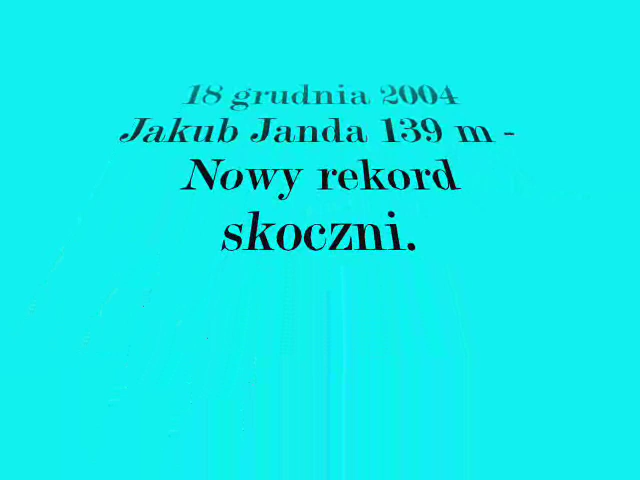 18 grudnia 2004
Jakub Janda 139 m -
Nowy rekord
skoczni.